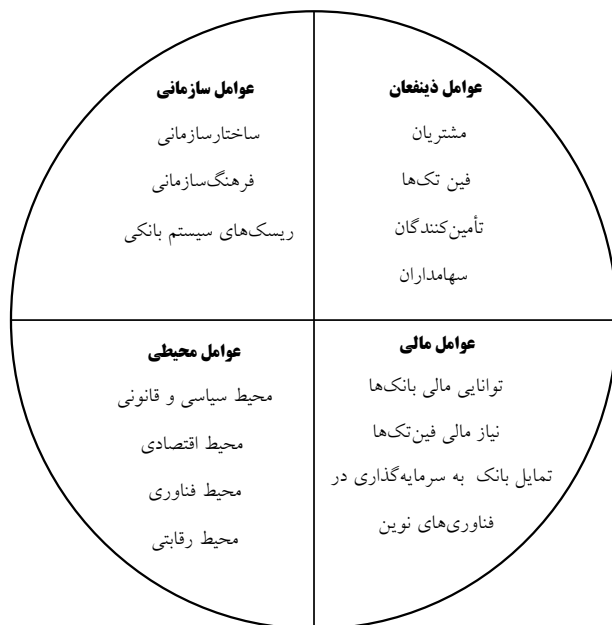 عوامل ذینفعان
مشتریان
فین تک‌ها
تأمین‌کنندگان
سهامداران
عوامل سازمانی
ساختارسازمانی
فرهنگ‌سازمانی
ریسک‌های سیستم بانکی
عوامل مالی
توانایی مالی بانک‌ها
نیاز مالی فین‌تک‌ها
تمایل بانک به سرمایه‌گذاری در
فناوری‌های نوین
عوامل محیطی
محیط سیاسی و قانونی
محیط اقتصادی
محیط فناوری
محیط رقابتی